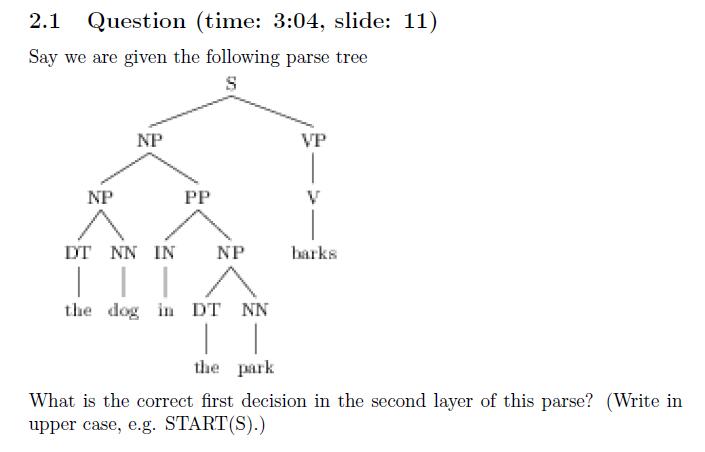 2.1 Question (time: 3:04, slide: 11)
Say we are given the following parse tree
S
NP VP
NP PP V
DT NN IN NP barks
the dog in DT NN
the park
What is the correct first decision in the second layer of this parse? (Write in
upper case, e.g. START(S).)